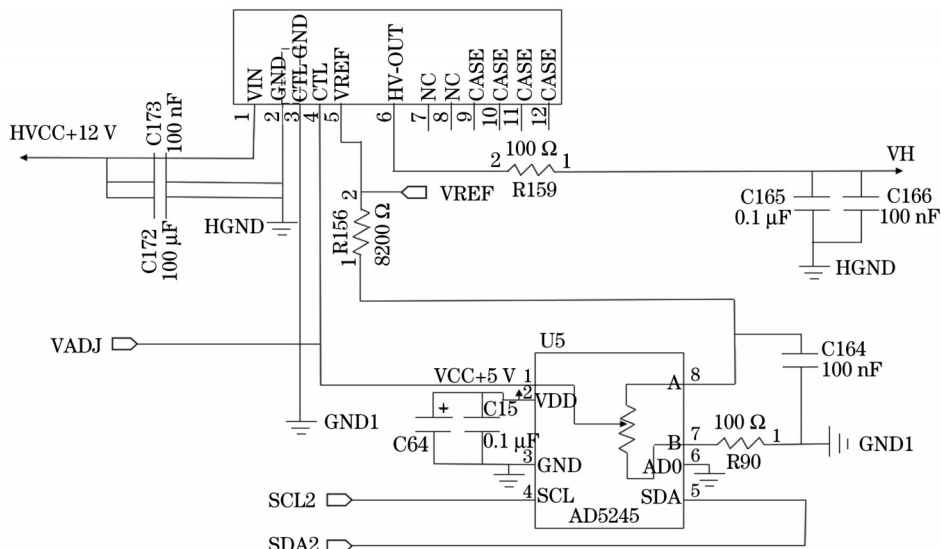 VIN
GND
CTL GND
CTL
VREF
HV-OUT
NC
NC
CASE
CASE
CASE
CASE
1
2
3
4
5
6
7
8
9
10
11
12
HVCC+12 V
C173
100 nF
C172
100 μF
HGND
2
VREF
R156
8200 Ω
1
2
100 Ω
1
R159
VH
C165
0.1 μF
C166
100 nF
HGND
VADJ
GND1
U5
VCC+5 V
1
2
VDD
+
C15
0.1 μF
C64
3
GND
4
SCL
A
8
B
7
AD0
6
SDA
5
AD5245
100 Ω
1
R90
C164
100 nF
GND1
SCL2
SDA2